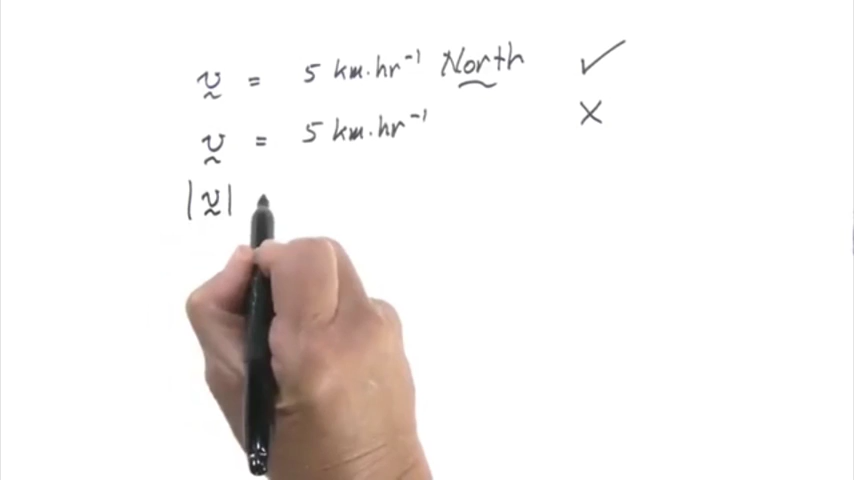 v = 5 km.hr⁻¹ North ✓
v = 5 km.hr⁻¹ ×
|v|